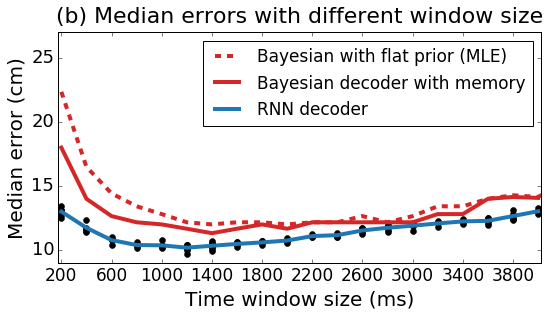 (b) Median errors with different window size
Bayesian with flat prior (MLE)
Bayesian decoder with memory
RNN decoder
Median error (cm)
25
20
15
10
200 600 1000 1400 1800 2200 2600 3000 3400 3800
Time window size (ms)